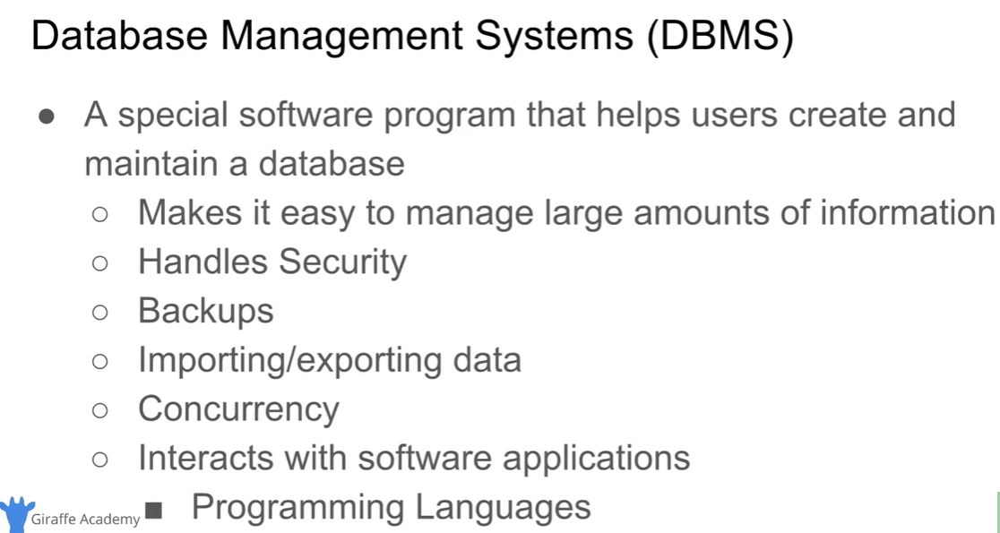 Database Management Systems (DBMS)
● A special software program that helps users create and
maintain a database
○ Makes it easy to manage large amounts of information
○ Handles Security
○ Backups
○ Importing/exporting data
○ Concurrency
○ Interacts with software applications
■ Programming Languages
Giraffe Academy